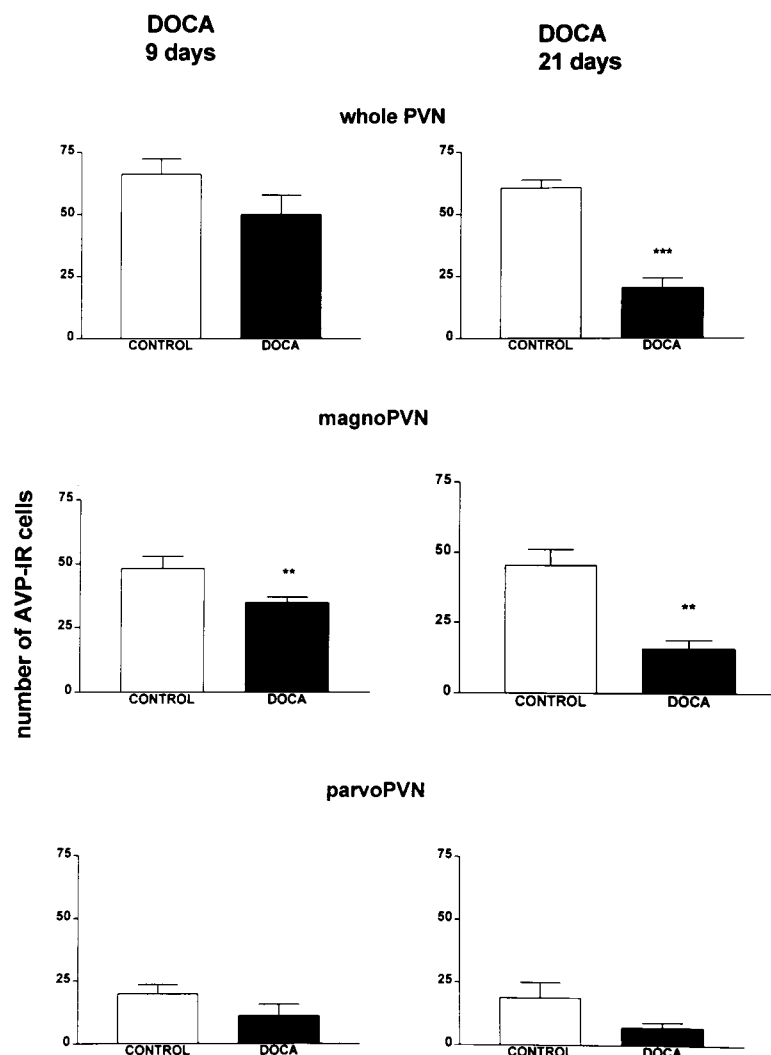 DOCA
9 days
DOCA
21 days
whole PVN
75
50
25
0
CONTROL
DOCA
75
50
25
0
***
CONTROL
DOCA
magnoPVN
number of AVP-IR cells
75
50
25
0
**
CONTROL
DOCA
75
50
25
0
**
CONTROL
DOCA
parvoPVN
75
50
25
0
CONTROL
DOCA
75
50
25
0
CONTROL
DOCA